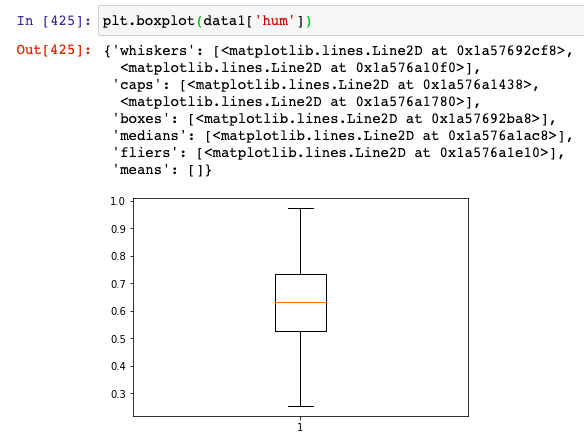 In [425]: plt.boxplot(data1['hum'])
Out[425]: {'whiskers': [<matplotlib.lines.Line2D at 0x1a57692cf8>,
<matplotlib.lines.Line2D at 0x1a576a10f0>],
'caps': [<matplotlib.lines.Line2D at 0x1a576a1438>,
<matplotlib.lines.Line2D at 0x1a576a1780>],
'boxes': [<matplotlib.lines.Line2D at 0x1a57692ba8>],
'medians': [<matplotlib.lines.Line2D at 0x1a576a1ac8>],
'fliers': [<matplotlib.lines.Line2D at 0x1a576a1e10>],
'means': []}
1.0
0.9
0.8
0.7
0.6
0.5
0.4
0.3
1